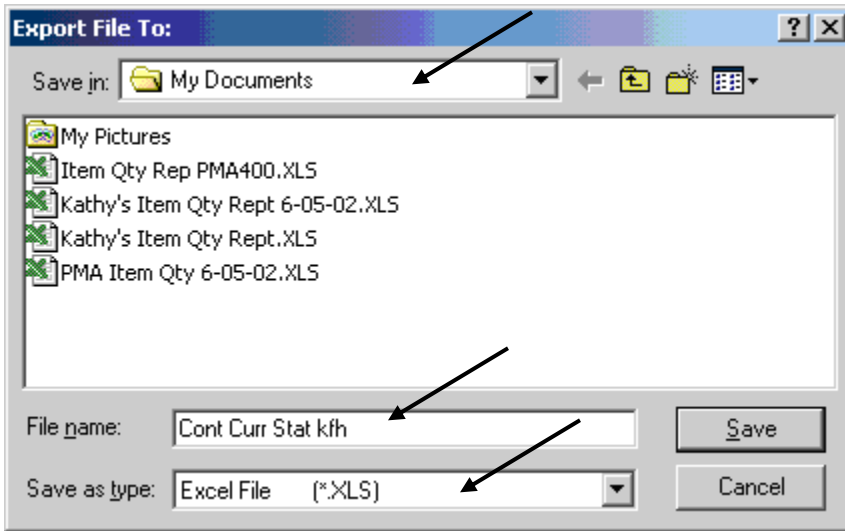 Export File To:
Save in: My Documents
My Pictures
Item Qty Rep PMA400.XLS
Kathy's Item Qty Rept 6-05-02.XLS
Kathy's Item Qty Rept.XLS
PMA Item Qty 6-05-02.XLS
File name: Cont Curr Stat kfh Save
Save as type: Excel File (*.XLS) Cancel